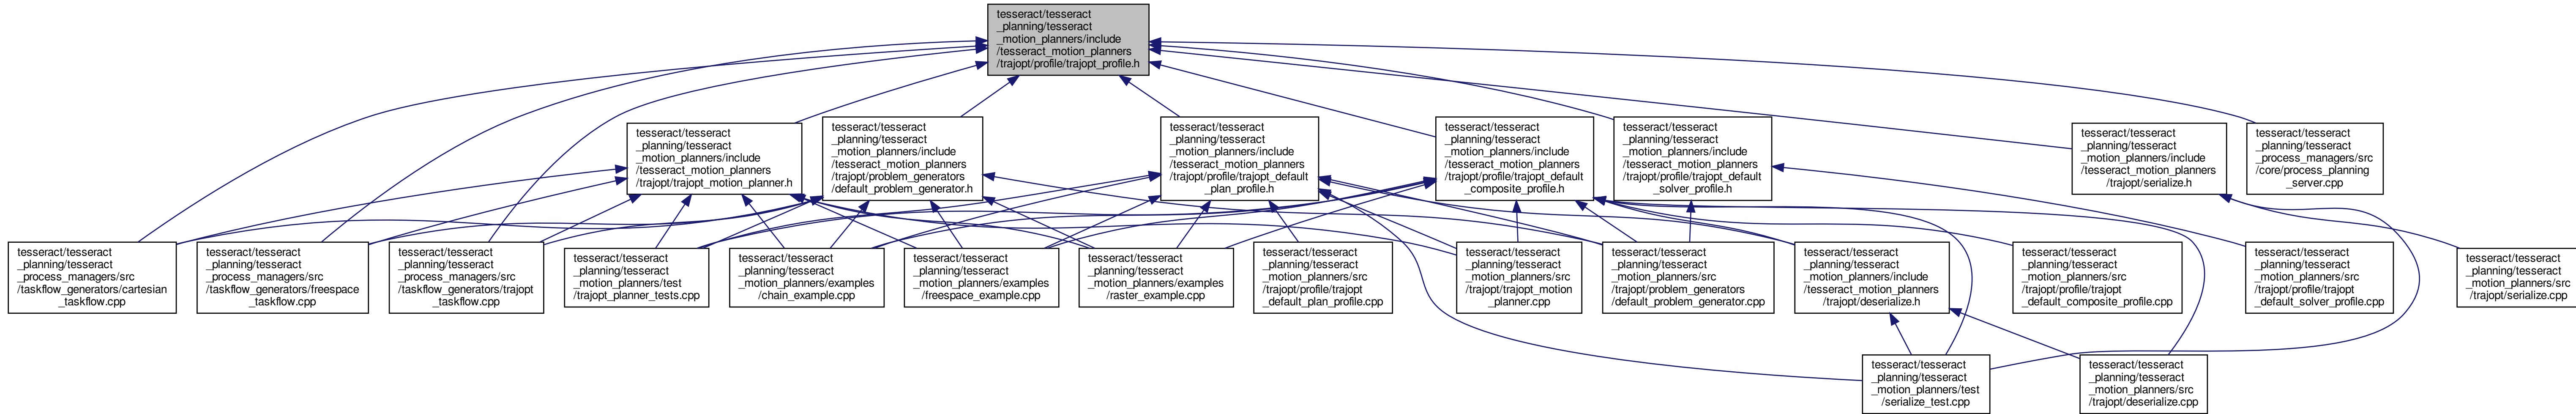 tesseract/tesseract
_planning/tesseract
_motion_planners/include
/tesseract_motion_planners
/trajopt/profile/trajopt_profile.h
tesseract/tesseract
_planning/tesseract
_motion_planners/include
/tesseract_motion_planners
/trajopt/trajopt_motion_planner.h
tesseract/tesseract
_planning/tesseract
_motion_planners/include
/tesseract_motion_planners
/trajopt/problem_generators
/default_problem_generator.h
tesseract/tesseract
_planning/tesseract
_motion_planners/include
/tesseract_motion_planners
/trajopt/profile/trajopt_default
_plan_profile.h
tesseract/tesseract
_planning/tesseract
_motion_planners/include
/tesseract_motion_planners
/trajopt/profile/trajopt_default
_composite_profile.h
tesseract/tesseract
_planning/tesseract
_motion_planners/include
/tesseract_motion_planners
/trajopt/profile/trajopt_default
_solver_profile.h
tesseract/tesseract
_planning/tesseract
_motion_planners/include
/tesseract_motion_planners
/trajopt/serialize.h
tesseract/tesseract
_planning/tesseract
_process_managers/src
/core/process_planning
_server.cpp
tesseract/tesseract
_planning/tesseract
_process_managers/src
/taskflow_generators/cartesian
_taskflow.cpp
tesseract/tesseract
_planning/tesseract
_process_managers/src
/taskflow_generators/freespace
_taskflow.cpp
tesseract/tesseract
_planning/tesseract
_process_managers/src
/taskflow_generators/trajopt
_taskflow.cpp
tesseract/tesseract
_planning/tesseract
_motion_planners/test
/trajopt_planner_tests.cpp
tesseract/tesseract
_planning/tesseract
_motion_planners/examples
/chain_example.cpp
tesseract/tesseract
_planning/tesseract
_motion_planners/examples
/freespace_example.cpp
tesseract/tesseract
_planning/tesseract
_motion_planners/examples
/raster_example.cpp
tesseract/tesseract
_planning/tesseract
_motion_planners/src
/trajopt/profile/trajopt
_default_plan_profile.cpp
tesseract/tesseract
_planning/tesseract
_motion_planners/src
/trajopt/trajopt_motion
_planner.cpp
tesseract/tesseract
_planning/tesseract
_motion_planners/src
/trajopt/problem_generators
/default_problem_generator.cpp
tesseract/tesseract
_planning/tesseract
_motion_planners/include
/tesseract_motion_planners
/trajopt/deserialize.h
tesseract/tesseract
_planning/tesseract
_motion_planners/src
/trajopt/profile/trajopt
_default_composite_profile.cpp
tesseract/tesseract
_planning/tesseract
_motion_planners/src
/trajopt/profile/trajopt
_default_solver_profile.cpp
tesseract/tesseract
_planning/tesseract
_motion_planners/src
/trajopt/serialize.cpp
tesseract/tesseract
_planning/tesseract
_motion_planners/test
/serialize_test.cpp
tesseract/tesseract
_planning/tesseract
_motion_planners/src
/trajopt/deserialize.cpp